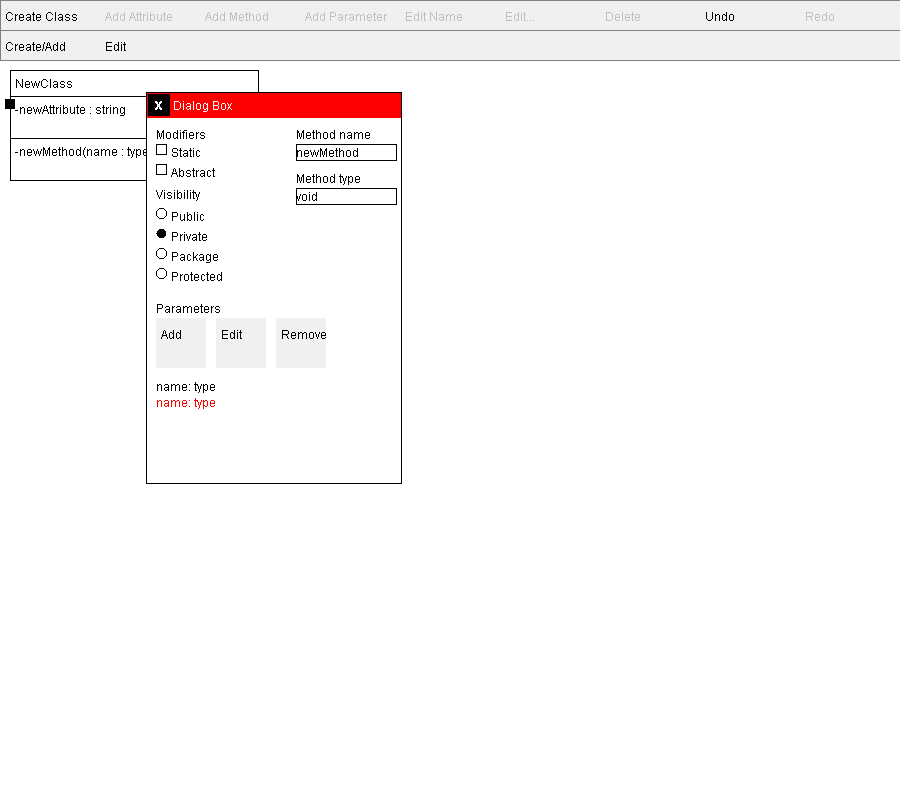 Create Class Add Attribute Add Method Add Parameter Edit Name Edit... Delete Undo Redo
Create/Add Edit
NewClass
-newAttribute : string
-newMethod(name : type
X Dialog Box
Modifiers
Static
Abstract
Visibility
Public
Private
Package
Protected
Method name
newMethod
Method type
void
Parameters
Add Edit Remove
name: type
name: type